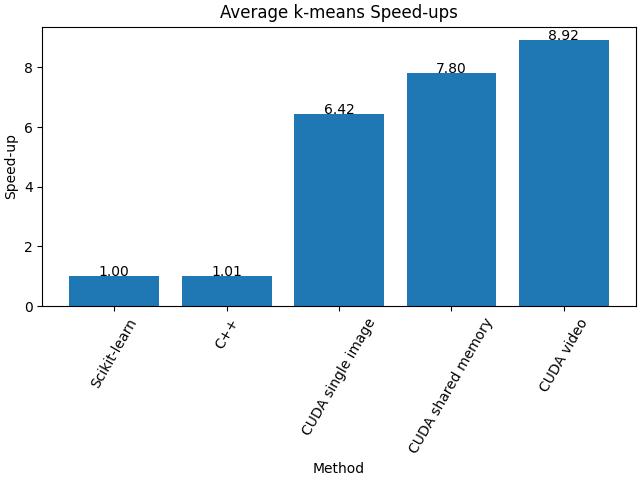 Average k-means Speed-ups
Speed-up
8
6
4
2
0
1.00
1.01
6.42
7.80
8.92
Scikit-learn
C++
CUDA single image
CUDA shared memory
CUDA video
Method